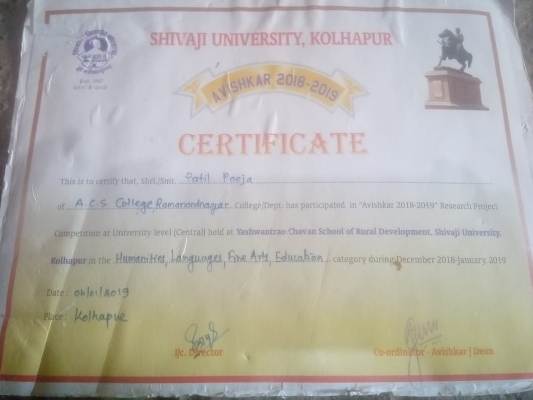 SHIVAJI UNIVERSITY, KOLHAPUR
AVISHKAR 2018-2019
CERTIFICATE
This is to certify that, Shri./Smt. Patil Pooja
of A.C.S College Ramanandnagar College/Dept. has participated in "Avishkar 2018-2019" Research Project
Competition at University level (Central) held at Yeshwantrao Chavan School of Rural Development, Shivaji University,
Kolhapur in the Humanities, Languages, Fine Arts, Education category during December 2018-January, 2019
Date : 04/01/2019
Place: Kolhapur
I/c. Director
Co-ordinator - Avishkar |